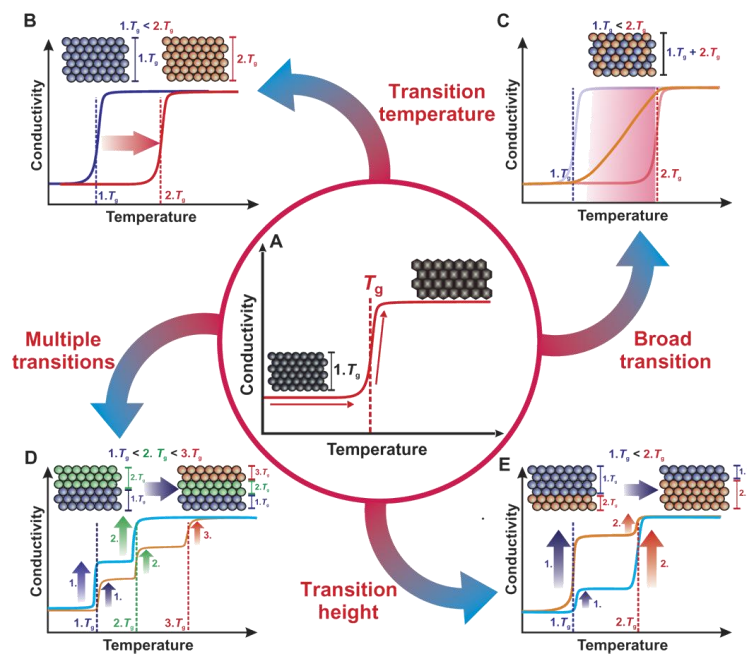 B
1.Tg < 2.Tg
1.Tg
2.Tg
Conductivity
1.Tg
2.Tg
Temperature
Transition
temperature
C
1.Tg < 2.Tg
1.Tg + 2.Tg
Conductivity
1.Tg
2.Tg
Temperature
A
Tg
Conductivity
1.Tg
Temperature
Multiple
transitions
Broad
transition
D
1.Tg < 2. Tg < 3.Tg
2.Tg
1.Tg
3.Tg
2.Tg
1.Tg
Conductivity
1.
2.
1.
2.
3.
1.Tg
2.Tg
3.Tg
Temperature
Transition
height
E
1.Tg < 2.Tg
1.Tg
2.Tg
1.
2.
Conductivity
1.
2.
1.
2.
1.Tg
2.Tg
Temperature